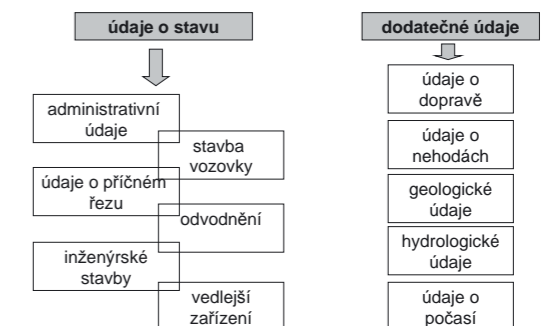 údaje o stavu
administrativní
údaje
stavba
vozovky
údaje o příčném
řezu
odvodnění
inženýrské
stavby
vedlejší
zařízení
dodatečné údaje
údaje o
dopravě
údaje o
nehodách
geologické
údaje
hydrologické
údaje
údaje o
počasí